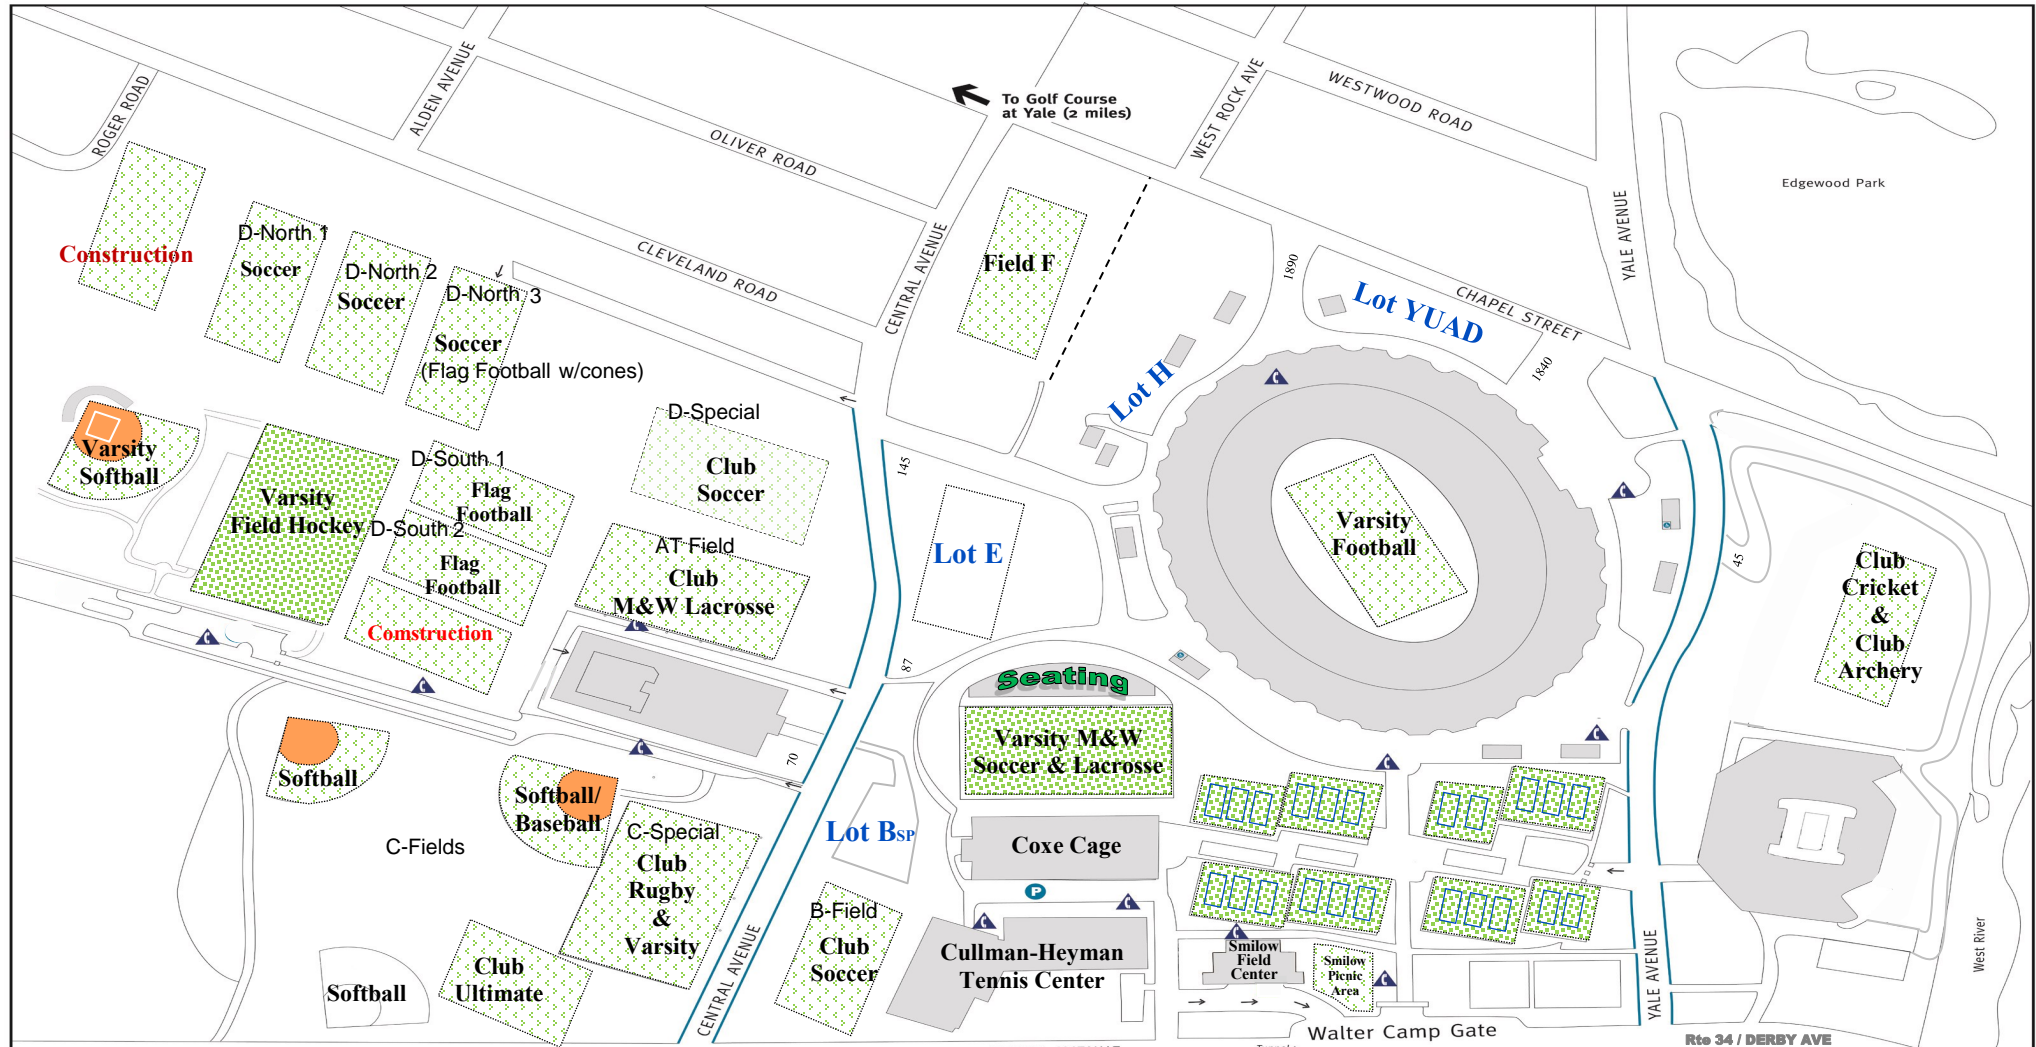 ROGER ROAD
ALDEN AVENUE
OLIVER ROAD
To Golf Course
at Yale (2 miles)
WEST ROCK AVE
WESTWOOD ROAD
Edgewood Park
YALE AVENUE
CLEVELAND ROAD
CENTRAL AVENUE
CHAPEL STREET
1890
1840
Construction
D-North 1
Soccer
D-North 2
Soccer
D-North 3
Soccer
(Flag Football w/cones)
Field F
Lot YUAD
Lot H
Varsity
Softball
Varsity
Field Hockey
D-South 1
Flag
Football
D-South 2
Flag
Football
Comstruction
D-Special
Club
Soccer
AT Field
Club
M&W Lacrosse
145
Lot E
87
Varsity
Football
45
Club
Cricket
&
Club
Archery
Seating
Varsity M&W
Soccer & Lacrosse
Softball
Softball/
Baseball
C-Fields
C-Special
Club
Rugby
&
Varsity
70
Lot BSP
Coxe Cage
P
B-Field
Club
Soccer
Cullman-Heyman
Tennis Center
Smilow
Field
Center
Smilow
Picnic
Area
Softball
Club
Ultimate
CENTRAL AVENUE
YALE AVENUE
West River
Walter Camp Gate
Rte 34 / DERBY AVE